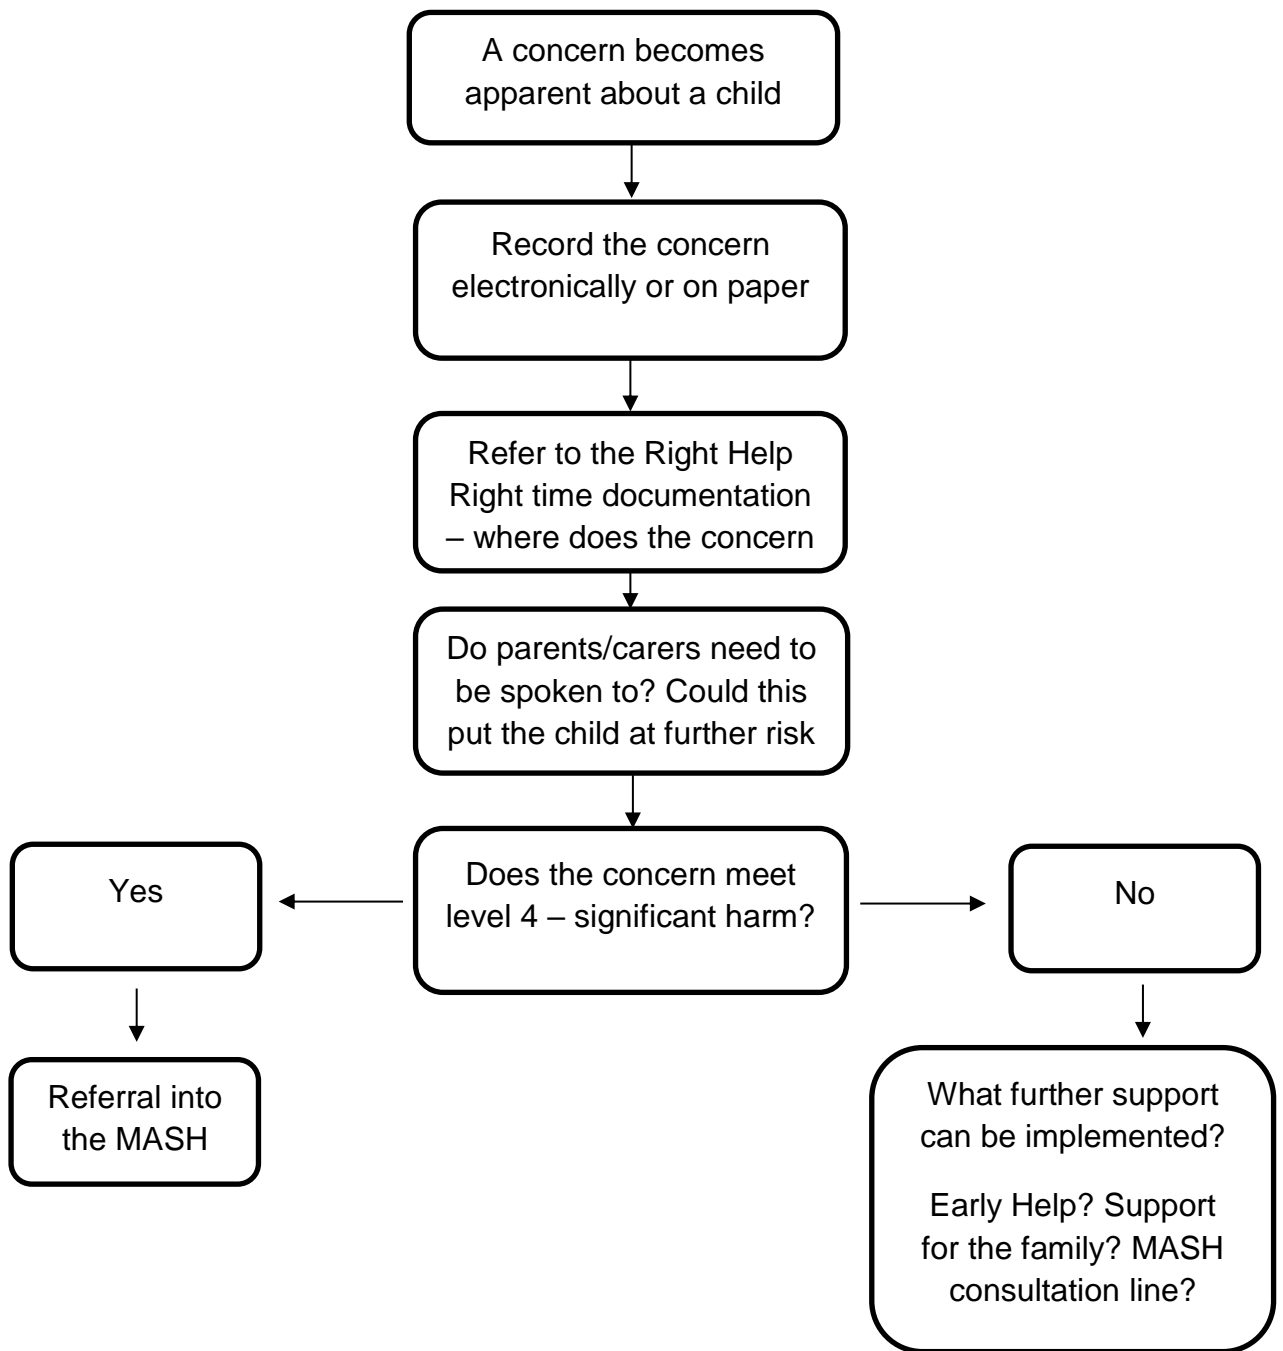 A concern becomes
apparent about a child
Record the concern
electronically or on paper
Refer to the Right Help
Right time documentation
– where does the concern
Do parents/carers need to
be spoken to? Could this
put the child at further risk
Does the concern meet
level 4 – significant harm?
Yes
No
Referral into
the MASH
What further support
can be implemented?
Early Help? Support
for the family? MASH
consultation line?